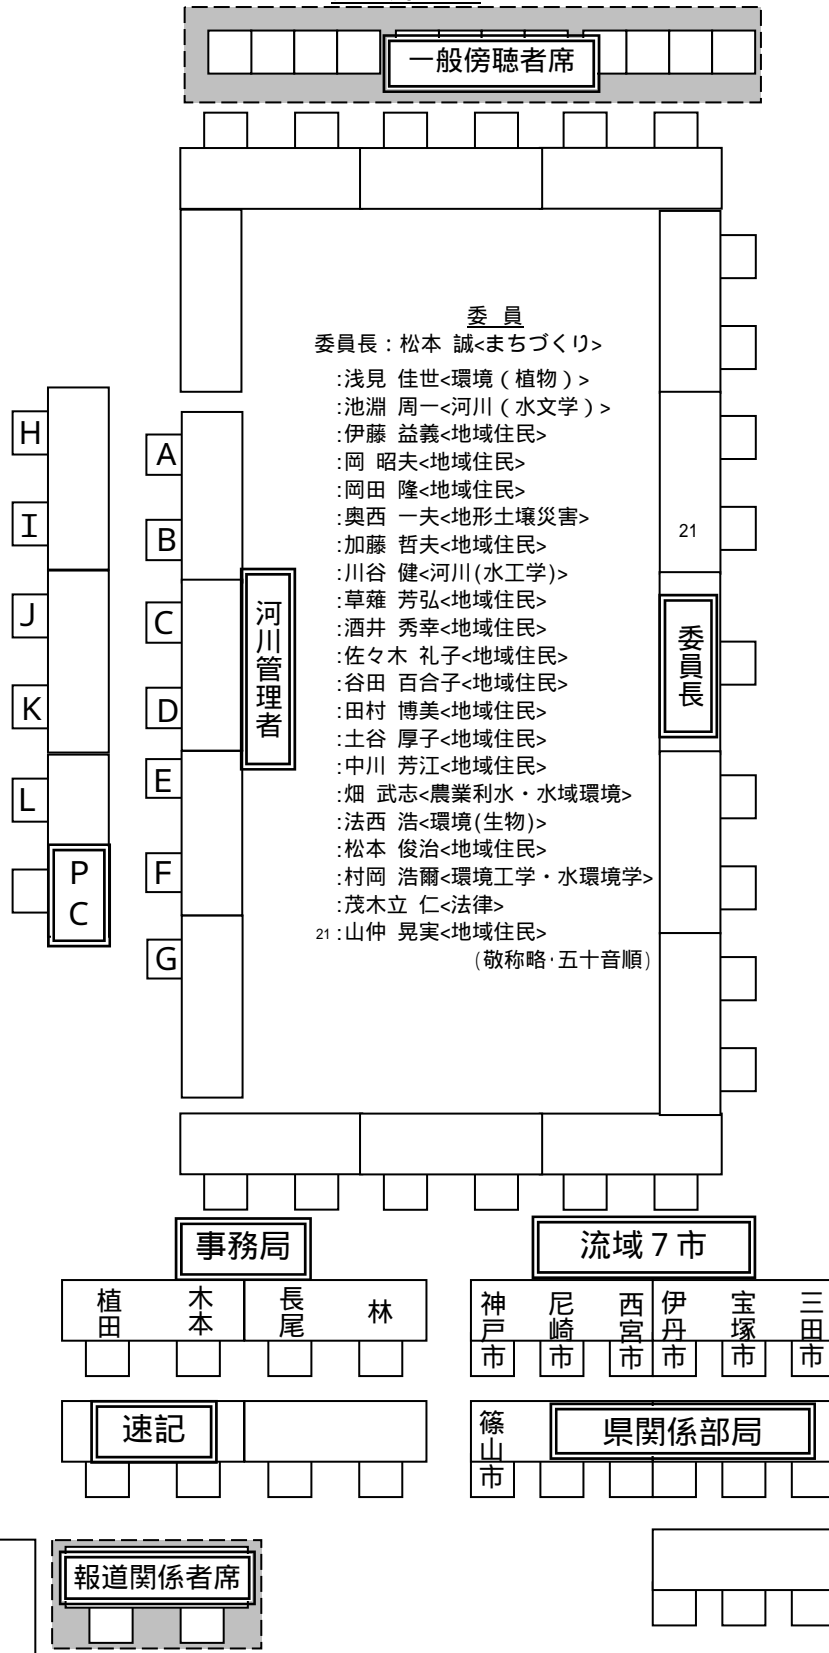 一般傍聴者席
委 員
委員長：松本 誠<まちづくり>
:浅見 佳世<環境（植物）>
:池淵 周一<河川（水文学）>
:伊藤 益義<地域住民>
:岡 昭夫<地域住民>
:岡田 隆<地域住民>
:奥西 一夫<地形土壌災害>
:加藤 哲夫<地域住民>
:川谷 健<河川(水工学)>
:草薙 芳弘<地域住民>
:酒井 秀幸<地域住民>
:佐々木 礼子<地域住民>
:谷田 百合子<地域住民>
:田村 博美<地域住民>
:土谷 厚子<地域住民>
:中川 芳江<地域住民>
:畑 武志<農業利水・水域環境>
:法西 浩<環境(生物)>
:松本 俊治<地域住民>
:村岡 浩爾<環境工学・水環境学>
:茂木立 仁<法律>
21:山仲 晃実<地域住民>
(敬称略･五十音順)
H
I
J
K
L
PC
A
B
C
D
E
F
G
河川管理者
21
委員長
事務局
植田
木本
長尾
林
流域７市
神戸市
尼崎市
西宮市
伊丹市
宝塚市
三田市
速記
篠山市
県関係部局
報道関係者席